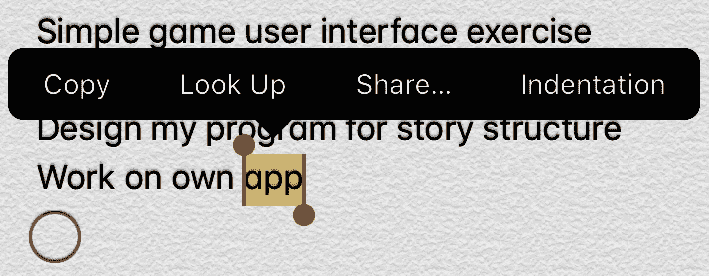 Simple game user interface exercise
Copy Look Up Share... Indentation
Design my program for story structure
Work on own app